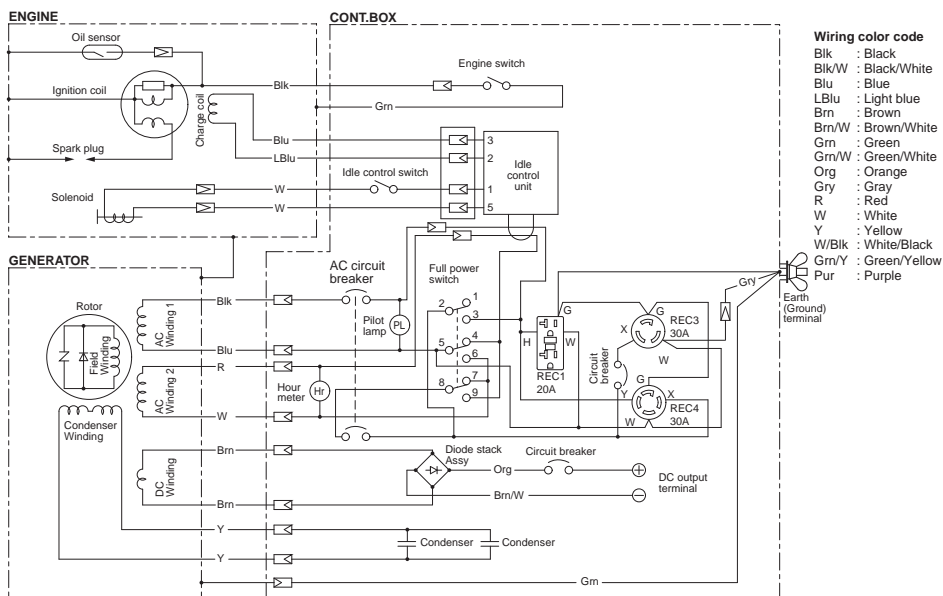 ENGINE
CONT.BOX
Oil sensor
Ignition coil
Spark plug
Solenoid
Charge coil
Blk
Engine switch
Grn
Blu
LBlu
3
2
Idle control switch
W
1
W
5
Idle control unit
Wiring color code
Blk : Black
Blk/W : Black/White
Blu : Blue
LBlu : Light blue
Brn : Brown
Brn/W : Brown/White
Grn : Green
Grn/W : Green/White
Org : Orange
Gry : Gray
R : Red
W : White
Y : Yellow
W/Blk : White/Black
Grn/Y : Green/Yellow
Pur : Purple
GENERATOR
Rotor
Field Winding
Condenser Winding
AC Winding 1
AC Winding 2
DC Winding
Blk
Blu
R
W
Brn
Brn
Y
Y
AC circuit breaker
Pilot lamp
PL
Hour meter
Hr
Full power switch
1
2
3
4
5
6
7
8
9
H
W
G
REC1
20A
Circuit breaker
X
G
REC3
30A
W
Y
G
X
W
REC4
30A
Gry
Earth
(Ground)
terminal
Diode stack
Assy
Org
Circuit breaker
Brn/W
DC output
terminal
Condenser
Condenser
Grn